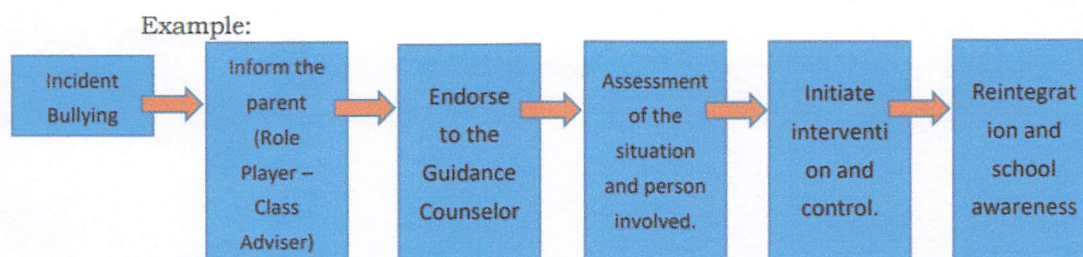 Example:
Incident
Bullying
Inform the
parent
(Role
Player –
Class
Adviser)
Endorse
to the
Guidance
Counselor
Assessment
of the
situation
and person
involved.
Initiate
interventi
on and
control.
Reintegrat
ion and
school
awareness